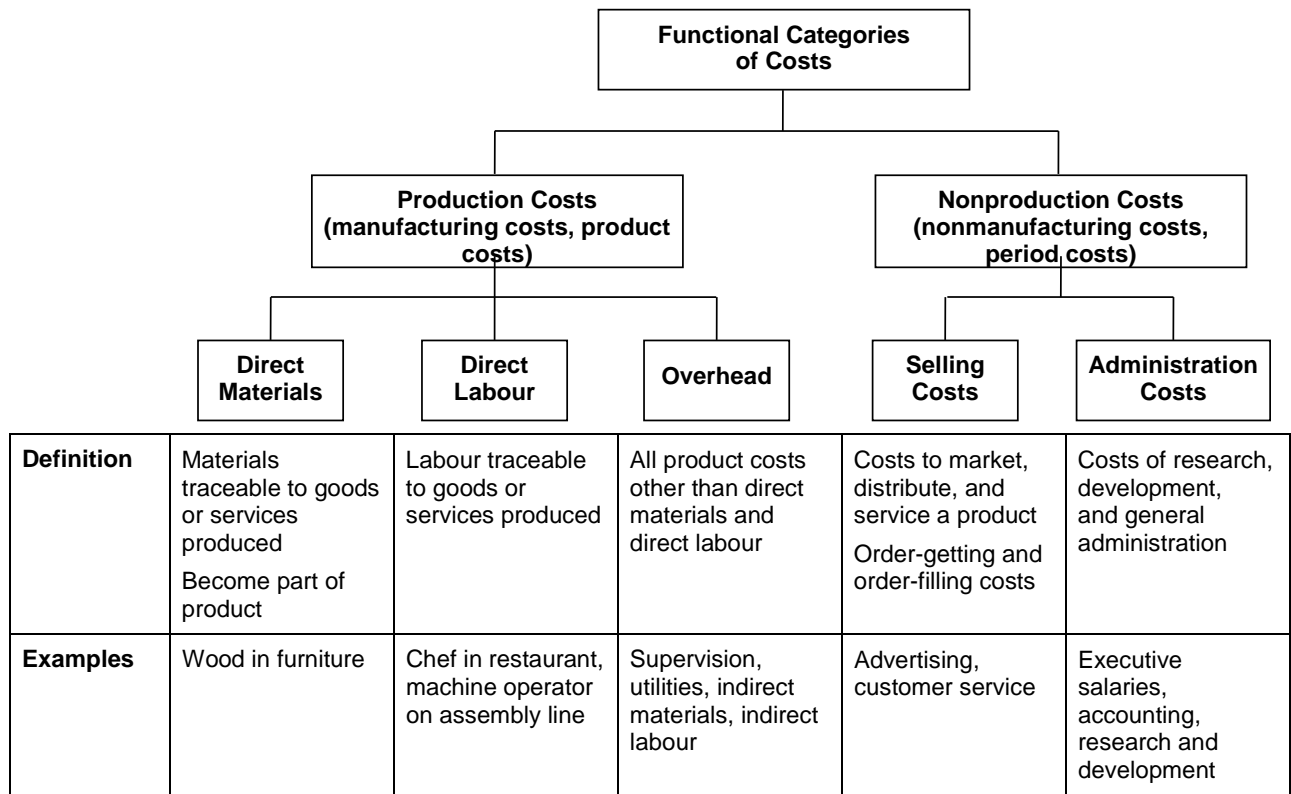 Functional Categories
of Costs
Production Costs
(manufacturing costs, product
costs)
Nonproduction Costs
(nonmanufacturing costs,
period costs)
Direct
Materials
Direct
Labour
Overhead
Selling
Costs
Administration
Costs
Definition
Materials
traceable to goods
or services
produced
Become part of
product
Labour traceable
to goods or
services produced
All product costs
other than direct
materials and
direct labour
Costs to market,
distribute, and
service a product
Order-getting and
order-filling costs
Costs of research,
development,
and general
administration
Examples
Wood in furniture
Chef in restaurant,
machine operator
on assembly line
Supervision,
utilities, indirect
materials, indirect
labour
Advertising,
customer service
Executive
salaries,
accounting,
research and
development